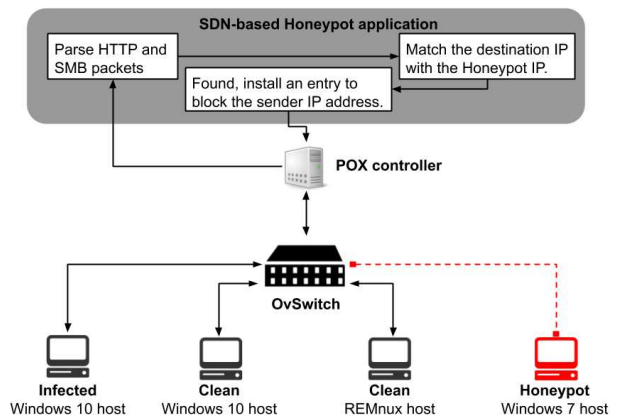 SDN-based Honeypot application
Parse HTTP and
SMB packets
Match the destination IP
with the Honeypot IP.
Found, install an entry to
block the sender IP address.
POX controller
OvSwitch
Infected
Windows 10 host
Clean
Windows 10 host
Clean
REMnux host
Honeypot
Windows 7 host